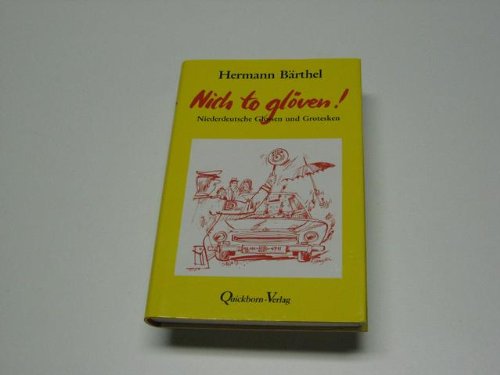 Hermann Bärthel
Nich to glöven!
Niederdeutsche Glossen und Grotesken
Quickborn-Verlag